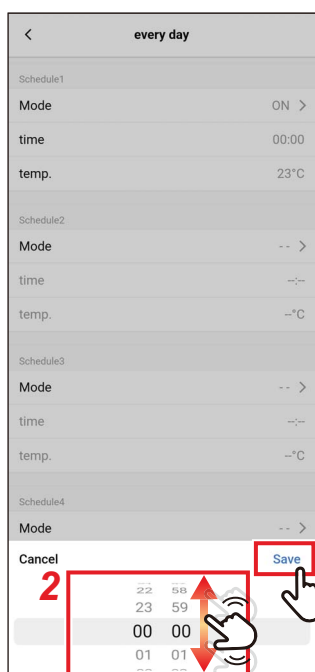 every day
Schedule1
Mode ON
time 00:00
temp. 23°C
Schedule2
Mode - -
time --:--
temp. --°C
Schedule3
Mode - -
time --:--
temp. --°C
Schedule4
Mode - -
Cancel Save
2
22 58
23 59
00 00
01 01